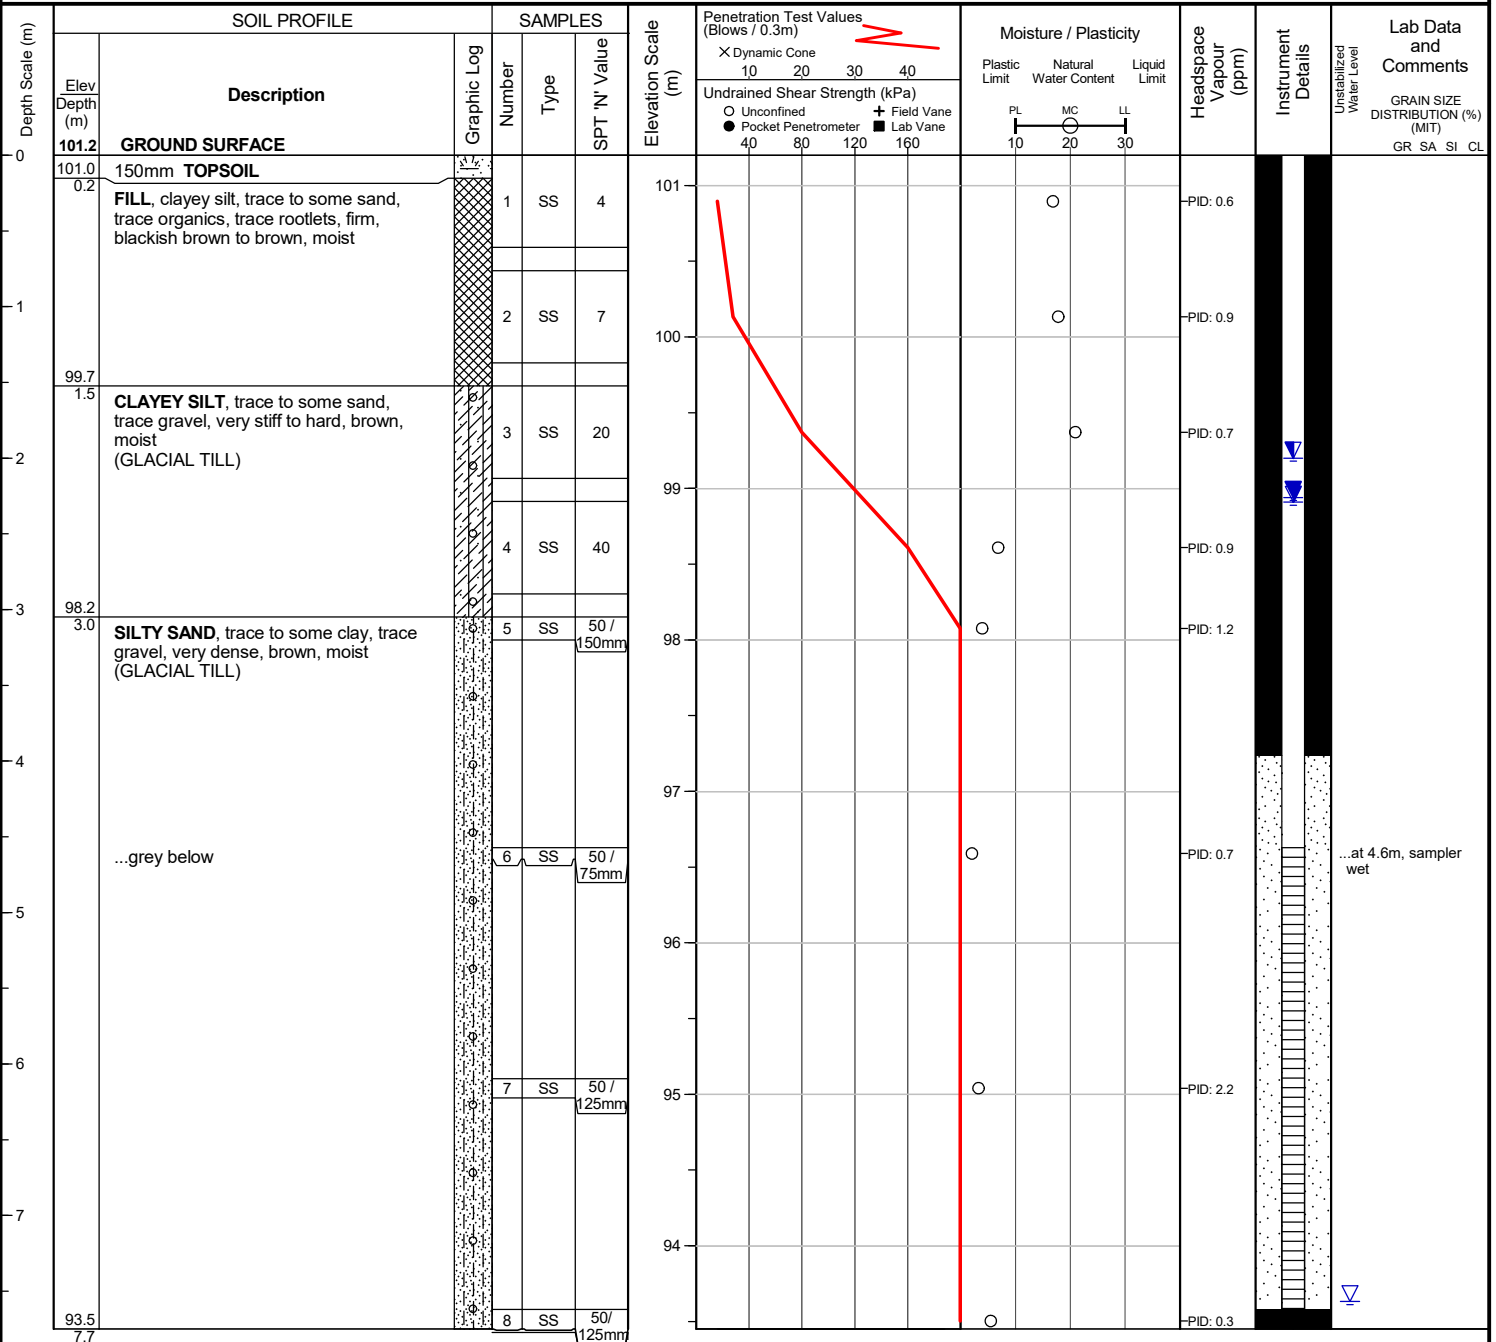 SOIL PROFILE
SAMPLES
Penetration Test Values
(Blows / 0.3m)
Dynamic Cone
10 20 30 40
Undrained Shear Strength (kPa)
Unconfined
Field Vane
Pocket Penetrometer
Lab Vane
40 80 120 160
Moisture / Plasticity
Plastic
Limit
Natural
Water Content
Liquid
Limit
PL MC LL
10 20 30
Headspace
Vapour
(ppm)
Instrument
Details
Unstabilized
Water Level
Lab Data
and
Comments
GRAIN SIZE
DISTRIBUTION (%)
(MIT)
GR SA SI CL
Depth Scale (m)
Elev
Depth
(m)
Description
Graphic Log
Number
Type
SPT 'N' Value
Elevation Scale
(m)
101.2 GROUND SURFACE
0
101.0 150mm TOPSOIL
0.2
FILL, clayey silt, trace to some sand,
trace organics, trace rootlets, firm,
blackish brown to brown, moist
1 SS 4
101
PID: 0.6
1
2 SS 7
100
PID: 0.9
99.7
1.5
CLAYEY SILT, trace to some sand,
trace gravel, very stiff to hard, brown,
moist
(GLACIAL TILL)
3 SS 20
PID: 0.7
2
99
4 SS 40
PID: 0.9
3
98.2
3.0
SILTY SAND, trace to some clay, trace
gravel, very dense, brown, moist
(GLACIAL TILL)
5 SS 50 /
150mm
98
PID: 1.2
4
97
...grey below
6 SS 50 /
75mm
PID: 0.7
...at 4.6m, sampler
wet
5
96
6
7 SS 50 /
125mm
95
PID: 2.2
7
94
93.5
7.7
8 SS 50/
125mm
PID: 0.3